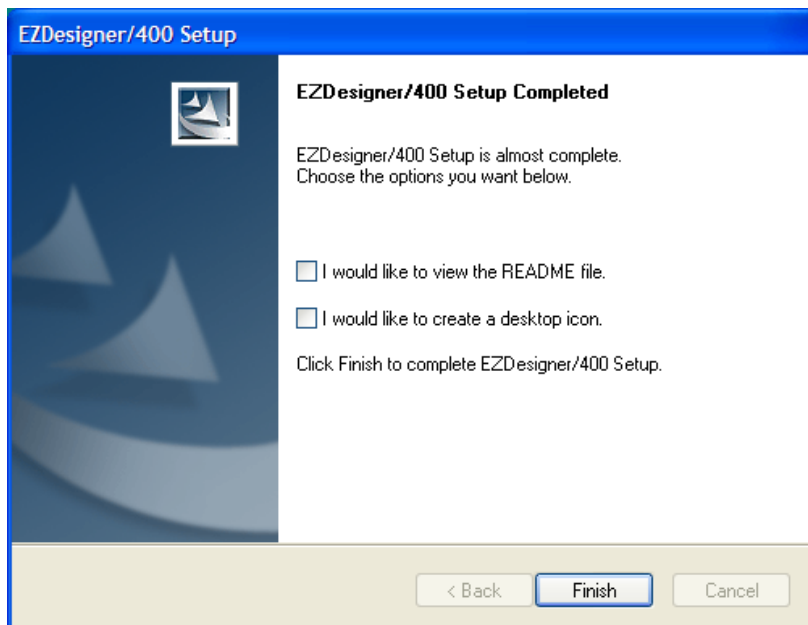 EZDesigner/400 Setup
EZDesigner/400 Setup Completed
EZDesigner/400 Setup is almost complete.
Choose the options you want below.
I would like to view the README file.
I would like to create a desktop icon.
Click Finish to complete EZDesigner/400 Setup.
< Back Finish Cancel